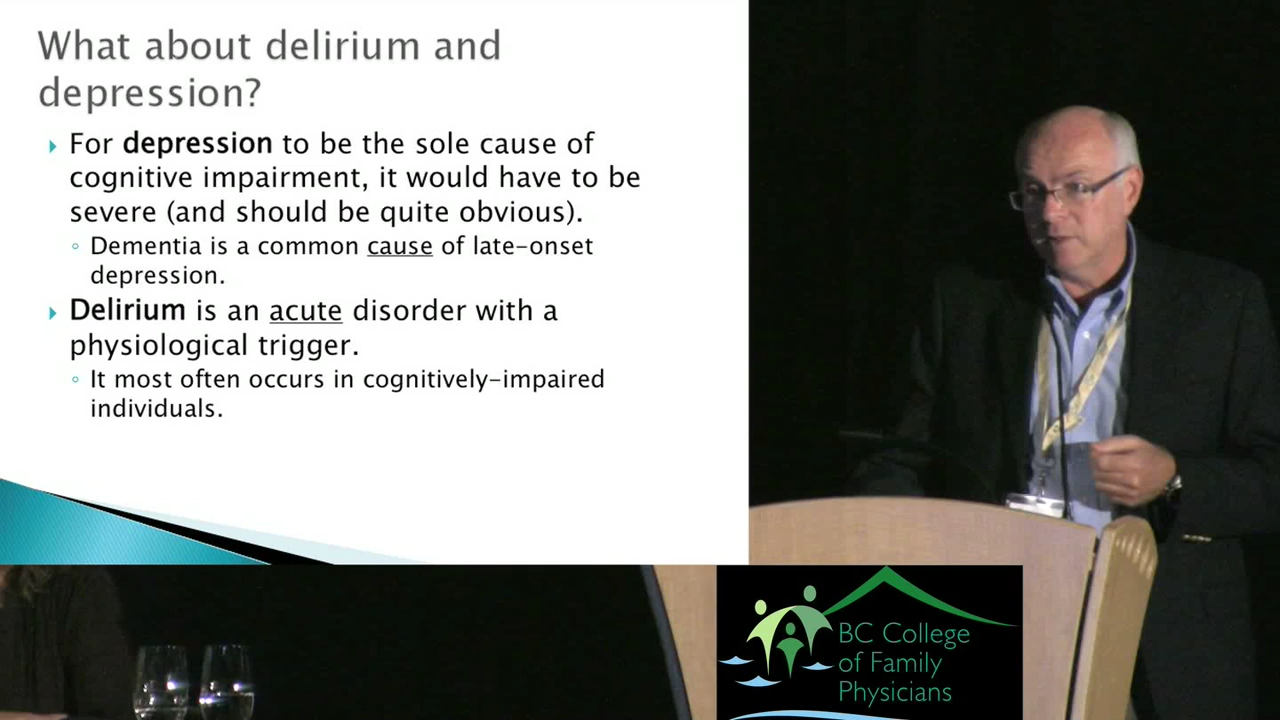 What about delirium and
depression?
For depression to be the sole cause of
cognitive impairment, it would have to be
severe (and should be quite obvious).
Dementia is a common cause of late-onset
depression.
Delirium is an acute disorder with a
physiological trigger.
It most often occurs in cognitively-impaired
individuals.
BC College
of Family
Physicians